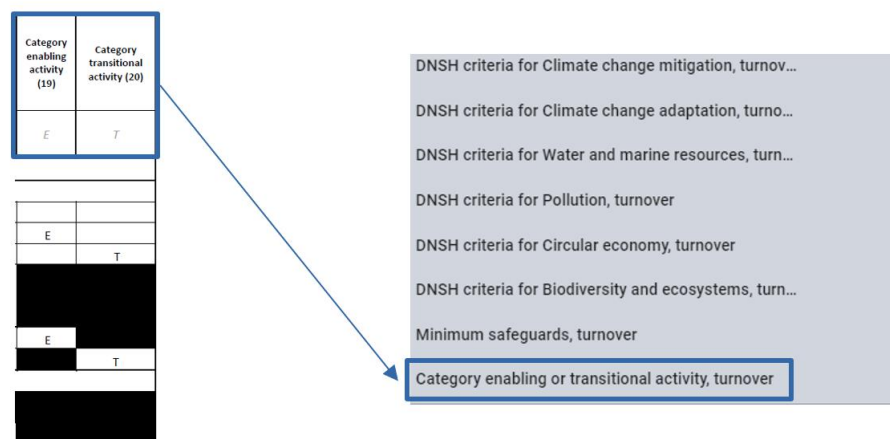 Category
enabling
activity
(19)
Category
transitional
activity (20)
E T
E
T
E
T
DNSH criteria for Climate change mitigation, turnov...
DNSH criteria for Climate change adaptation, turno...
DNSH criteria for Water and marine resources, turn...
DNSH criteria for Pollution, turnover
DNSH criteria for Circular economy, turnover
DNSH criteria for Biodiversity and ecosystems, turn...
Minimum safeguards, turnover
Category enabling or transitional activity, turnover